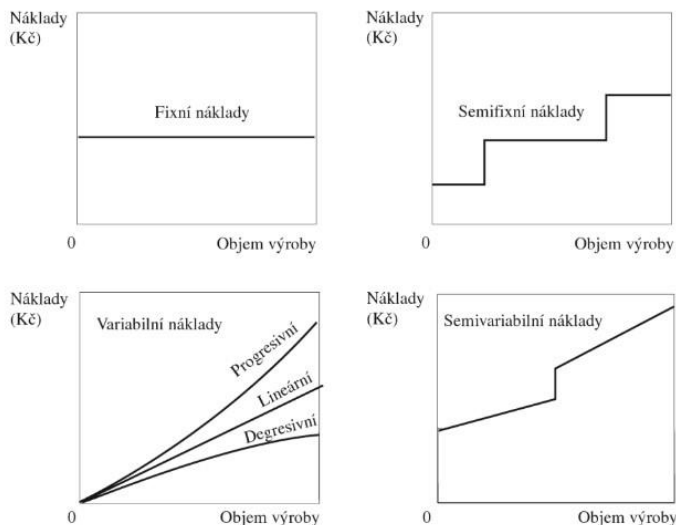 Náklady
(Kč)
Fixní náklady
0
Objem výroby
Náklady
(Kč)
Semifixní náklady
0
Objem výroby
Náklady
(Kč)
Variabilní náklady
Progresivní
Lineární
Degresivní
0
Objem výroby
Náklady
(Kč)
Semivariabilní náklady
0
Objem výroby